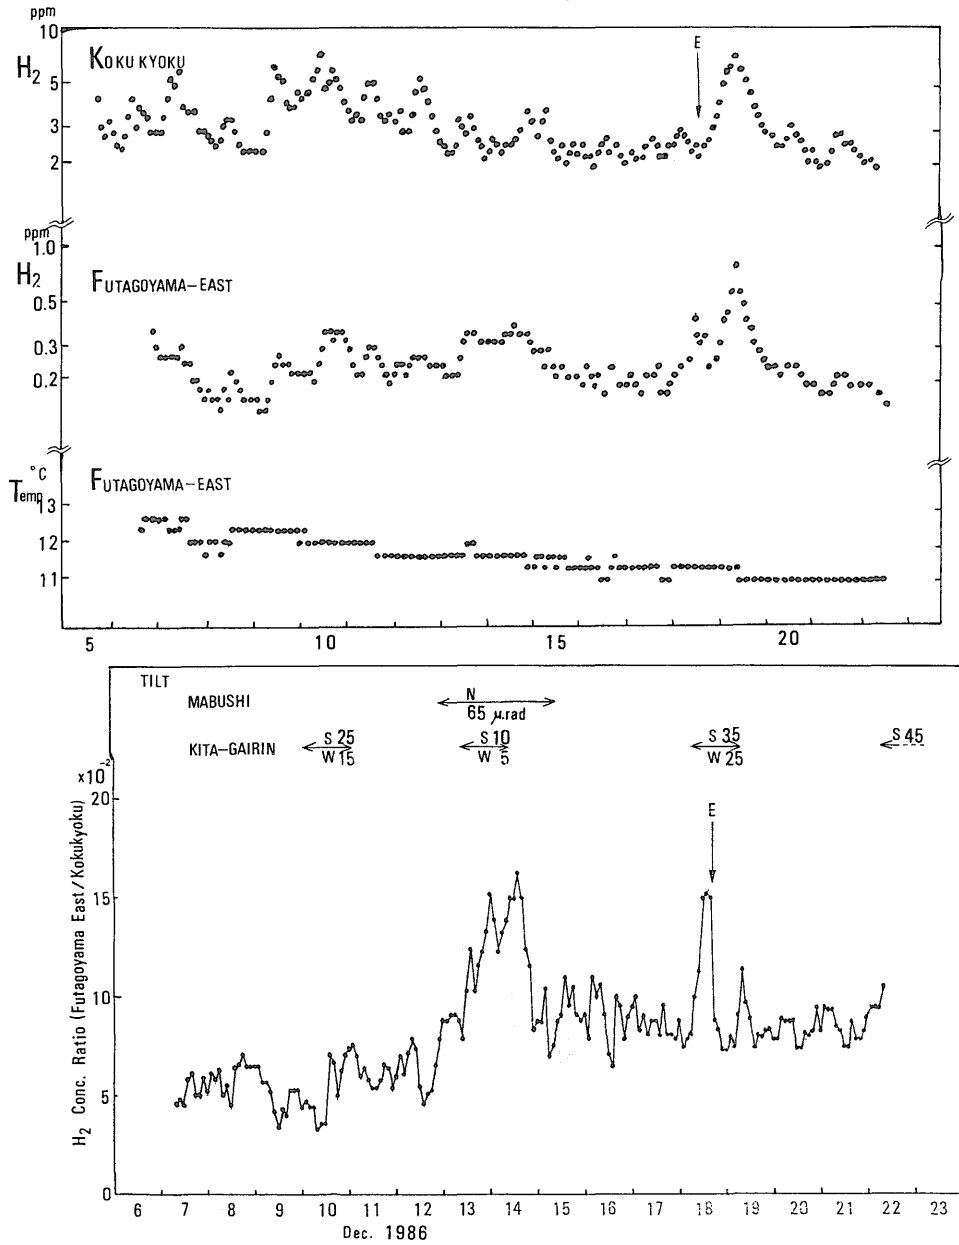 ppm
10
H2 KOKUKYOKU
5
3
2
E
ppm
1.0
H2 FUTAGOYAMA-EAST
0.5
0.3
0.2
°C
Temp FUTAGOYAMA-EAST
13
12
11
5 10 15 20
TILT
MABUSHI
N
65 μ.rad
KITA-GAIRIN
S 25
W 15
S 10
W 5
S 35
W 25
S 45
×10⁻²
20
15
10
5
0
H2 Conc. Ratio (Futagoyama East/Kokukyoku)
E
6 7 8 9 10 11 12 13 14 15 16 17 18 19 20 21 22 23
Dec. 1986